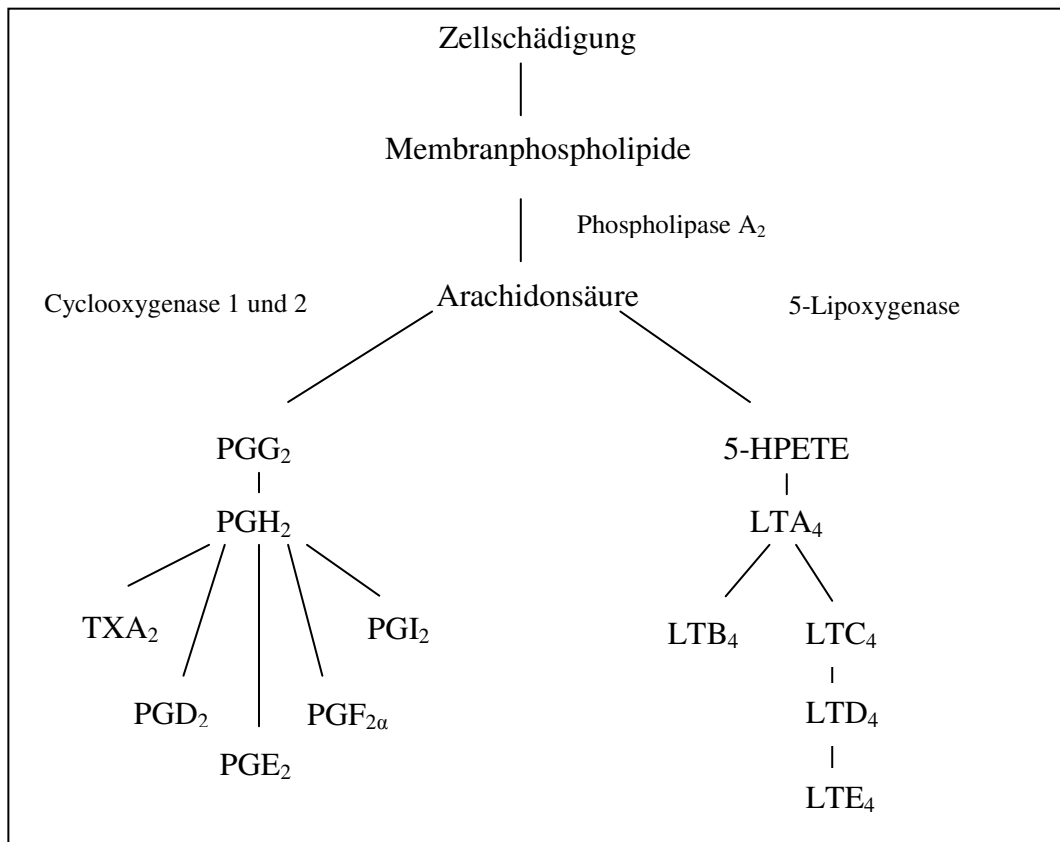 Zellschädigung
Membranphospholipide
Phospholipase A₂
Cyclooxygenase 1 und 2 Arachidonsäure 5-Lipoxygenase
PGG₂ 5-HPETE
PGH₂ LTA₄
TXA₂ PGI₂ LTB₄ LTC₄
PGD₂ PGF₂α LTD₄
PGE₂
LTE₄